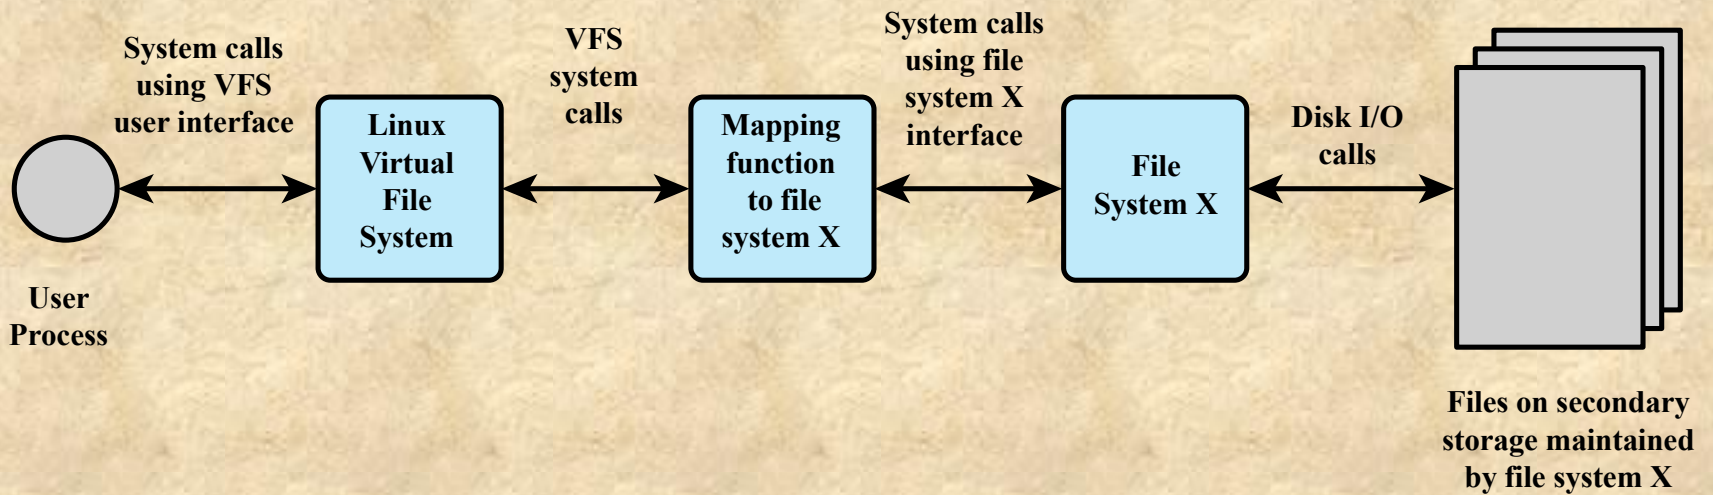 System calls
using VFS
user interface
VFS
system
calls
System calls
using file
system X
interface
Disk I/O
calls
User
Process
Linux
Virtual
File
System
Mapping
function
to file
system X
File
System X
Files on secondary
storage maintained
by file system X